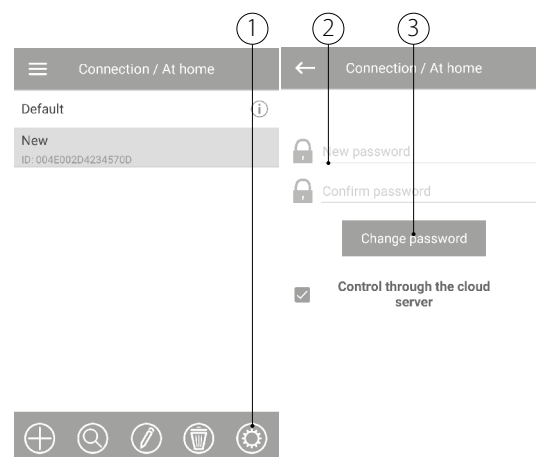 1
2
3
Connection / At home
Default
New
ID: 004E002D4234570D
Connection / At home
New password
Confirm password
Change password
Control through the cloud
server